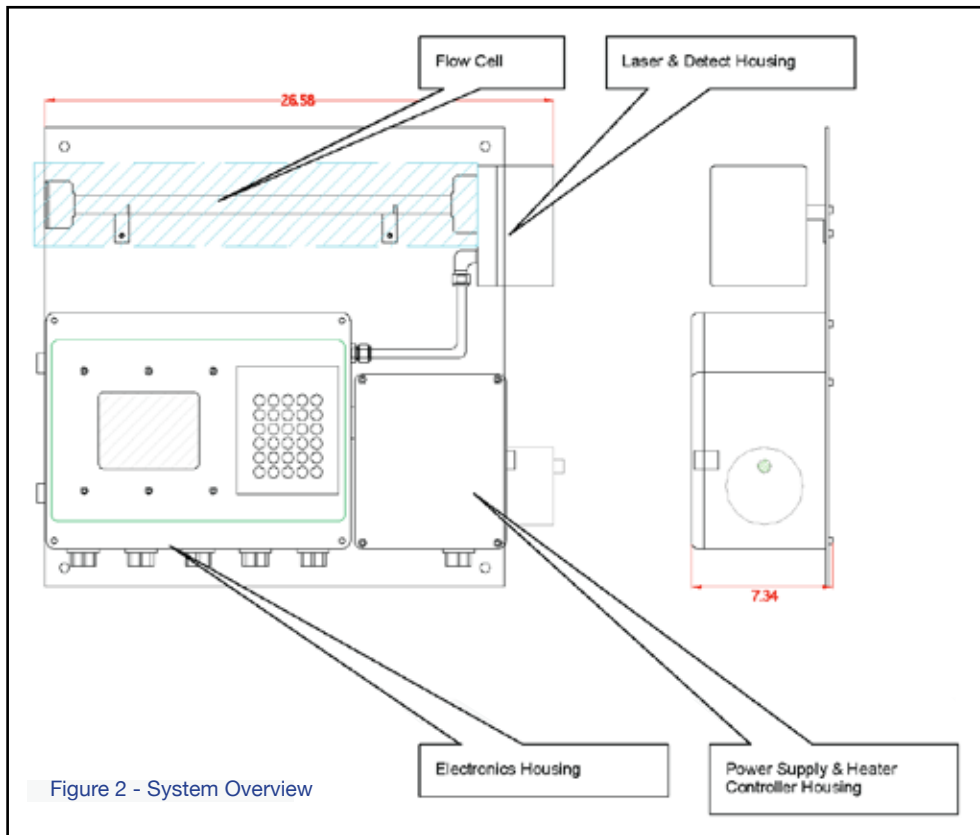 Flow Cell
Laser & Detect Housing
26.58
7.34
Electronics Housing
Power Supply & Heater
Controller Housing
Figure 2 - System Overview